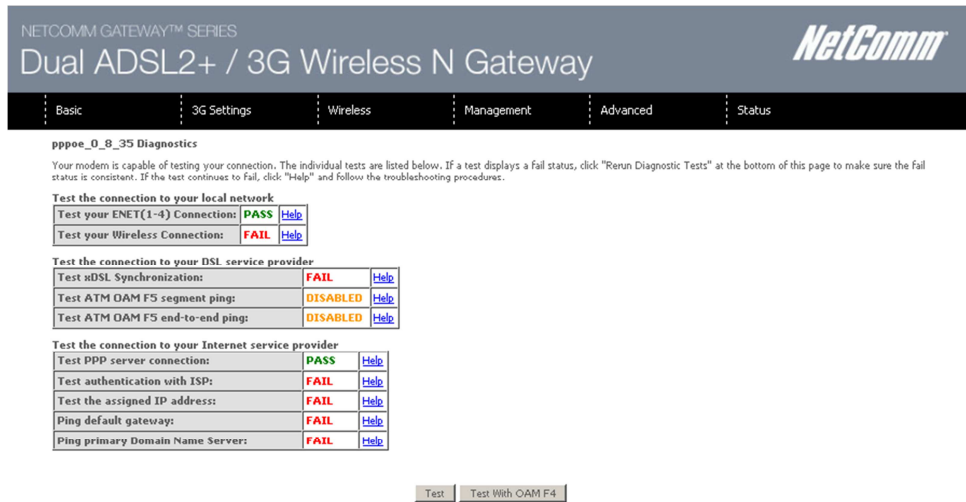 NETCOMM GATEWAY™ SERIES
Dual ADSL2+ / 3G Wireless N Gateway
NetComm
Basic 3G Settings Wireless Management Advanced Status
pppoe_0_8_35 Diagnostics
Your modem is capable of testing your connection. The individual tests are listed below. If a test displays a fail status, click "Rerun Diagnostic Tests" at the bottom of this page to make sure the fail
status is consistent. If the test continues to fail, click "Help" and follow the troubleshooting procedures.
Test the connection to your local network
Test your ENET(1-4) Connection: PASS Help
Test your Wireless Connection: FAIL Help
Test the connection to your DSL service provider
Test xDSL Synchronization: FAIL Help
Test ATM OAM F5 segment ping: DISABLED Help
Test ATM OAM F5 end-to-end ping: DISABLED Help
Test the connection to your Internet service provider
Test PPP server connection: PASS Help
Test authentication with ISP: FAIL Help
Test the assigned IP address: FAIL Help
Ping default gateway: FAIL Help
Ping primary Domain Name Server: FAIL Help
Test Test With OAM F4